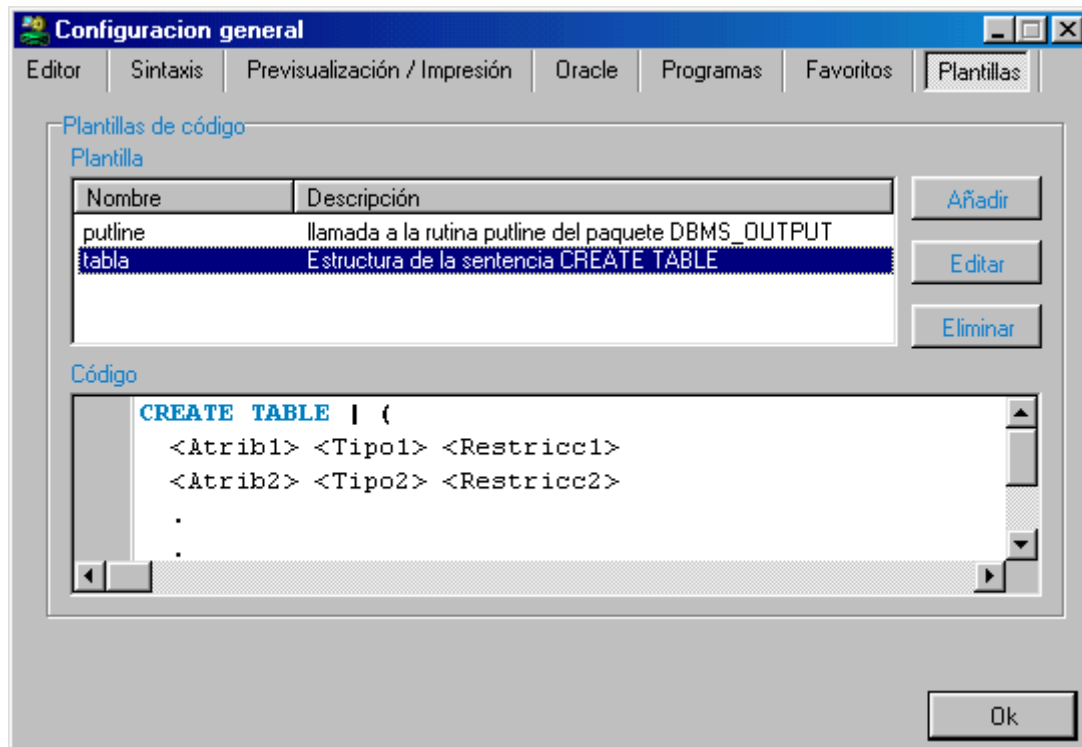 Configuracion general
Editor Sintaxis Previsualización / Impresión Oracle Programas Favoritos Plantillas
Plantillas de código
Plantilla
Nombre Descripción
putline llamada a la rutina putline del paquete DBMS_OUTPUT
tabla Estructura de la sentencia CREATE TABLE
Añadir
Editar
Eliminar
Código
CREATE TABLE | (
<Atrib1> <Tipo1> <Restricc1>
<Atrib2> <Tipo2> <Restricc2>
.
.
Ok